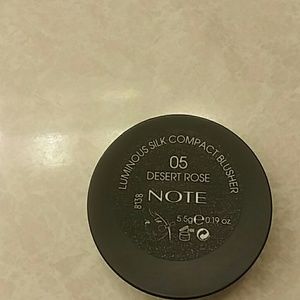 LUMINOUS SILK COMPACT BLUSHER
05
DESERT ROSE
NOTE
8138
5.5g℮0.19 oz